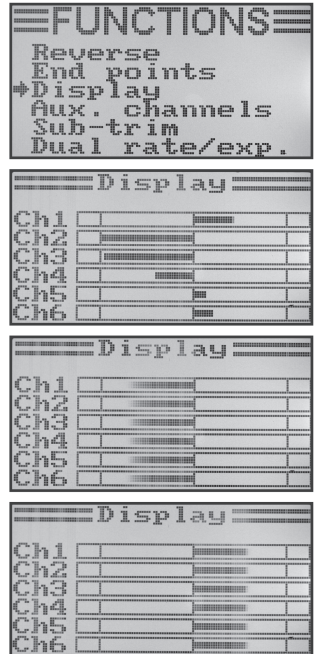 FUNCTIONS
Reverse
End points
Display
Aux. channels
Sub-trim
Dual rate/exp.
Display
Ch1
Ch2
Ch3
Ch4
Ch5
Ch6
Display
Ch1
Ch2
Ch3
Ch4
Ch5
Ch6
Display
Ch1
Ch2
Ch3
Ch4
Ch5
Ch6